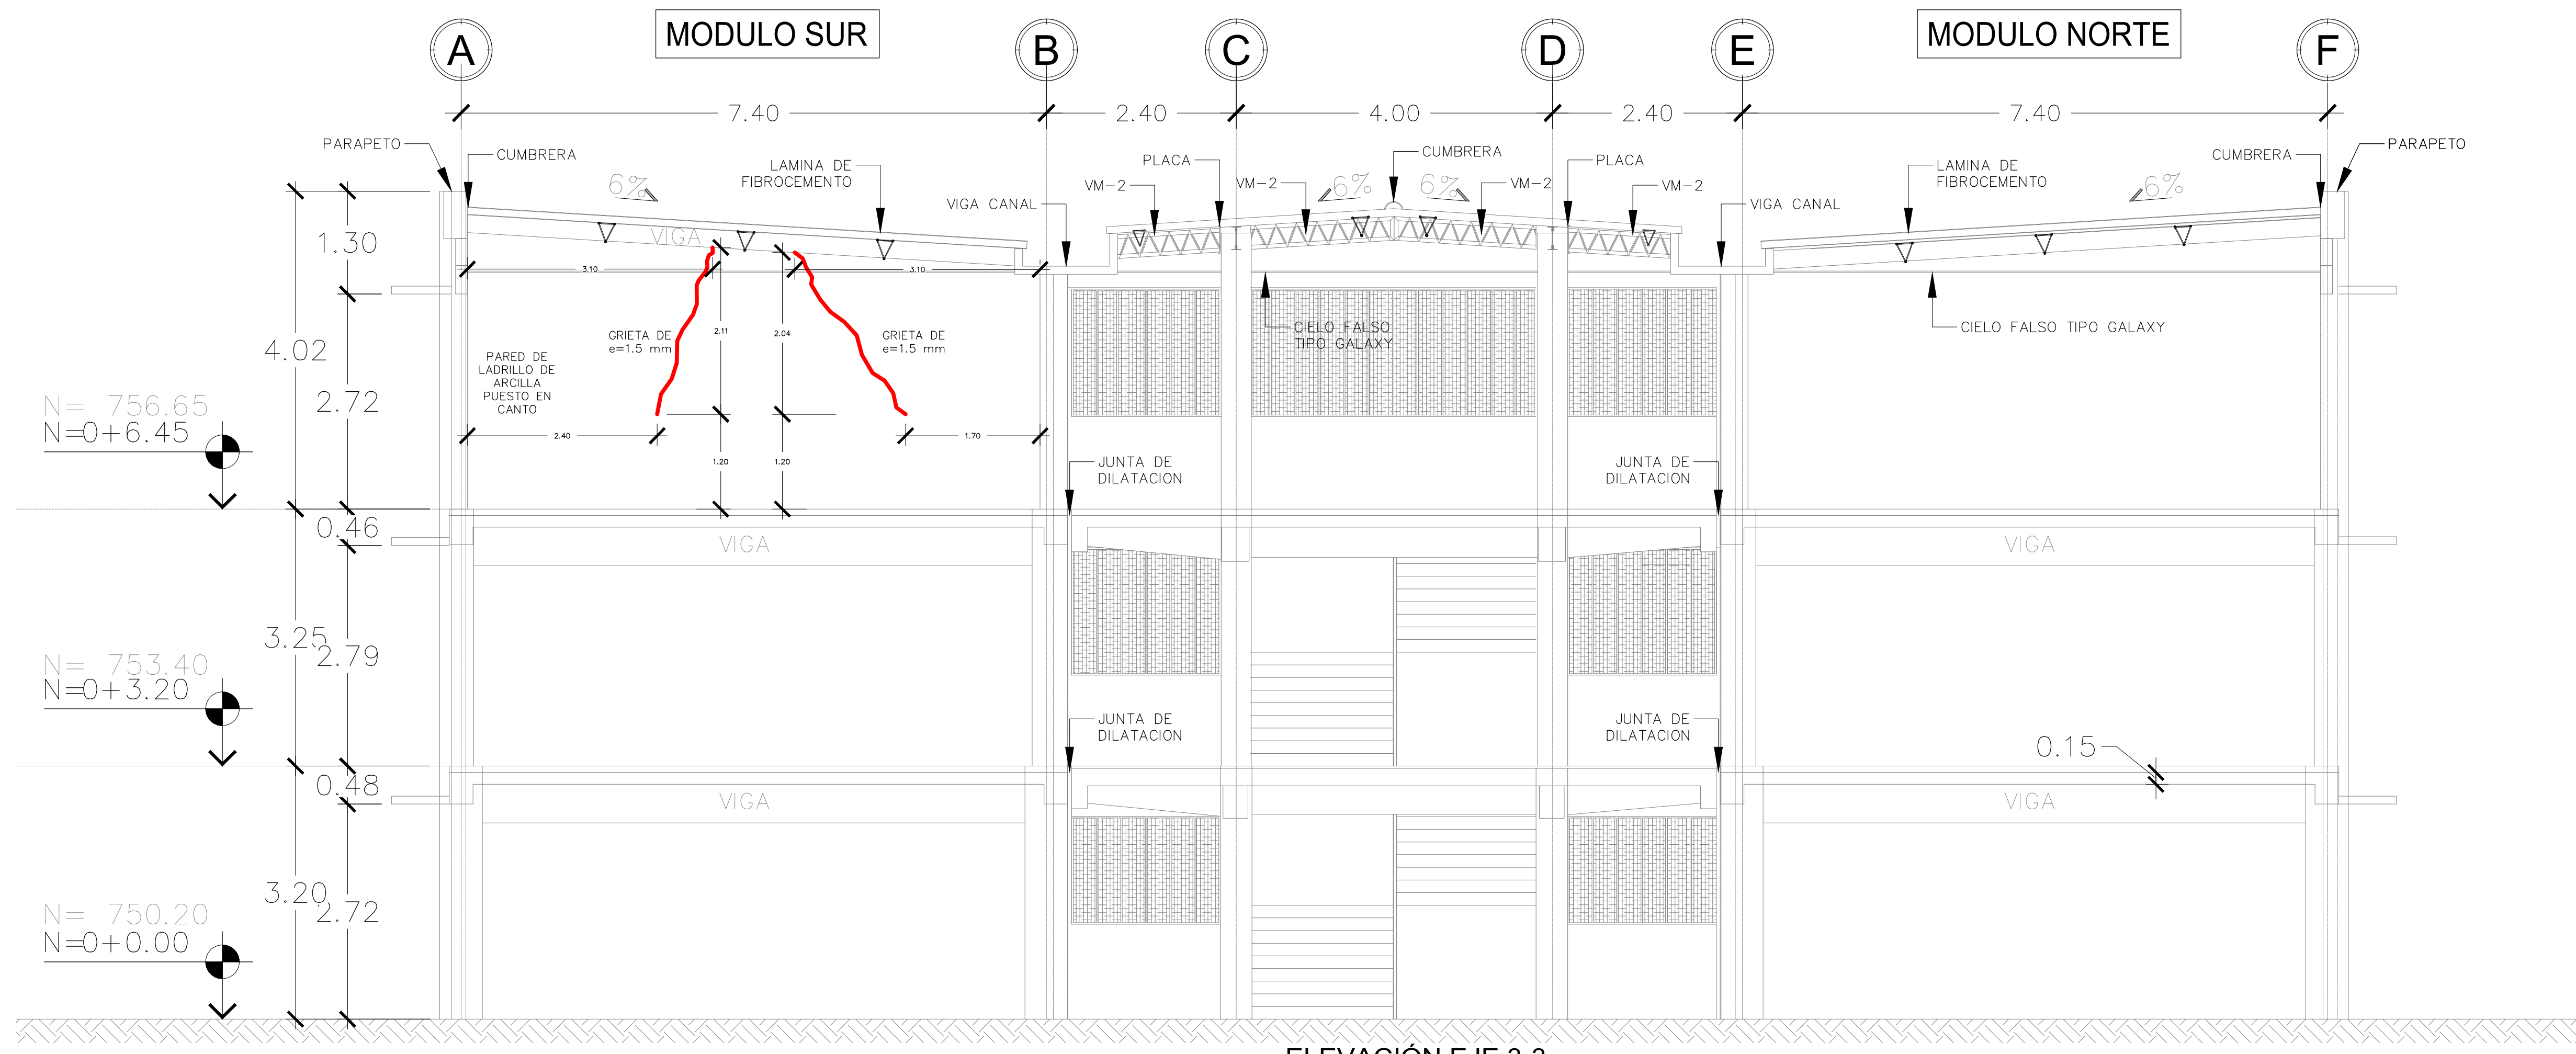 MODULO SUR
MODULO NORTE
A
B
C
D
E
F
7.40
2.40
4.00
2.40
7.40
PARAPETO
CUMBRERA
LAMINA DE
FIBROCEMENTO
6%
VIGA
VIGA CANAL
PLACA
VM-2
VM-2
6%
CUMBRERA
6%
VM-2
PLACA
VM-2
VIGA CANAL
LAMINA DE
FIBROCEMENTO
6%
CUMBRERA
PARAPETO
1.30
4.02
2.72
3.10
3.10
GRIETA DE
e=1.5 mm
2.11
2.04
GRIETA DE
e=1.5 mm
PARED DE
LADRILLO DE
ARCILLA
PUESTO EN
CANTO
2.40
1.70
1.20
1.20
CIELO FALSO
TIPO GALAXY
CIELO FALSO TIPO GALAXY
N= 756.65
N=0+6.45
JUNTA DE
DILATACION
JUNTA DE
DILATACION
0.46
VIGA
VIGA
3.25
2.79
N= 753.40
N=0+3.20
JUNTA DE
DILATACION
JUNTA DE
DILATACION
0.15
0.48
VIGA
VIGA
3.20
2.72
N= 750.20
N=0+0.00
ELEVACIÓN EJE